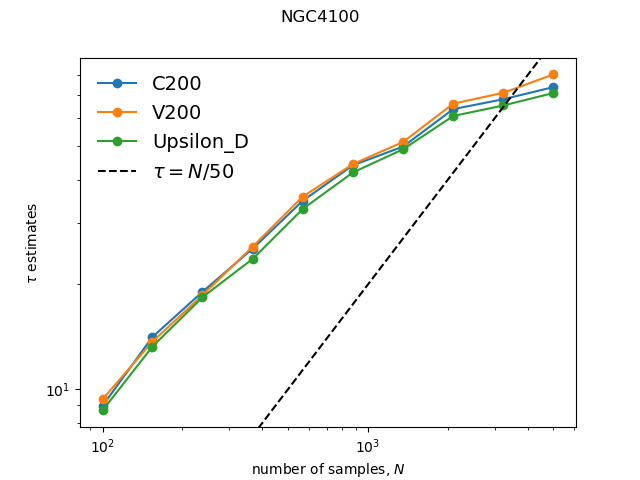 NGC4100
C200
V200
Upsilon_D
τ = N/50
τ estimates
10¹
10² 10³
number of samples, N